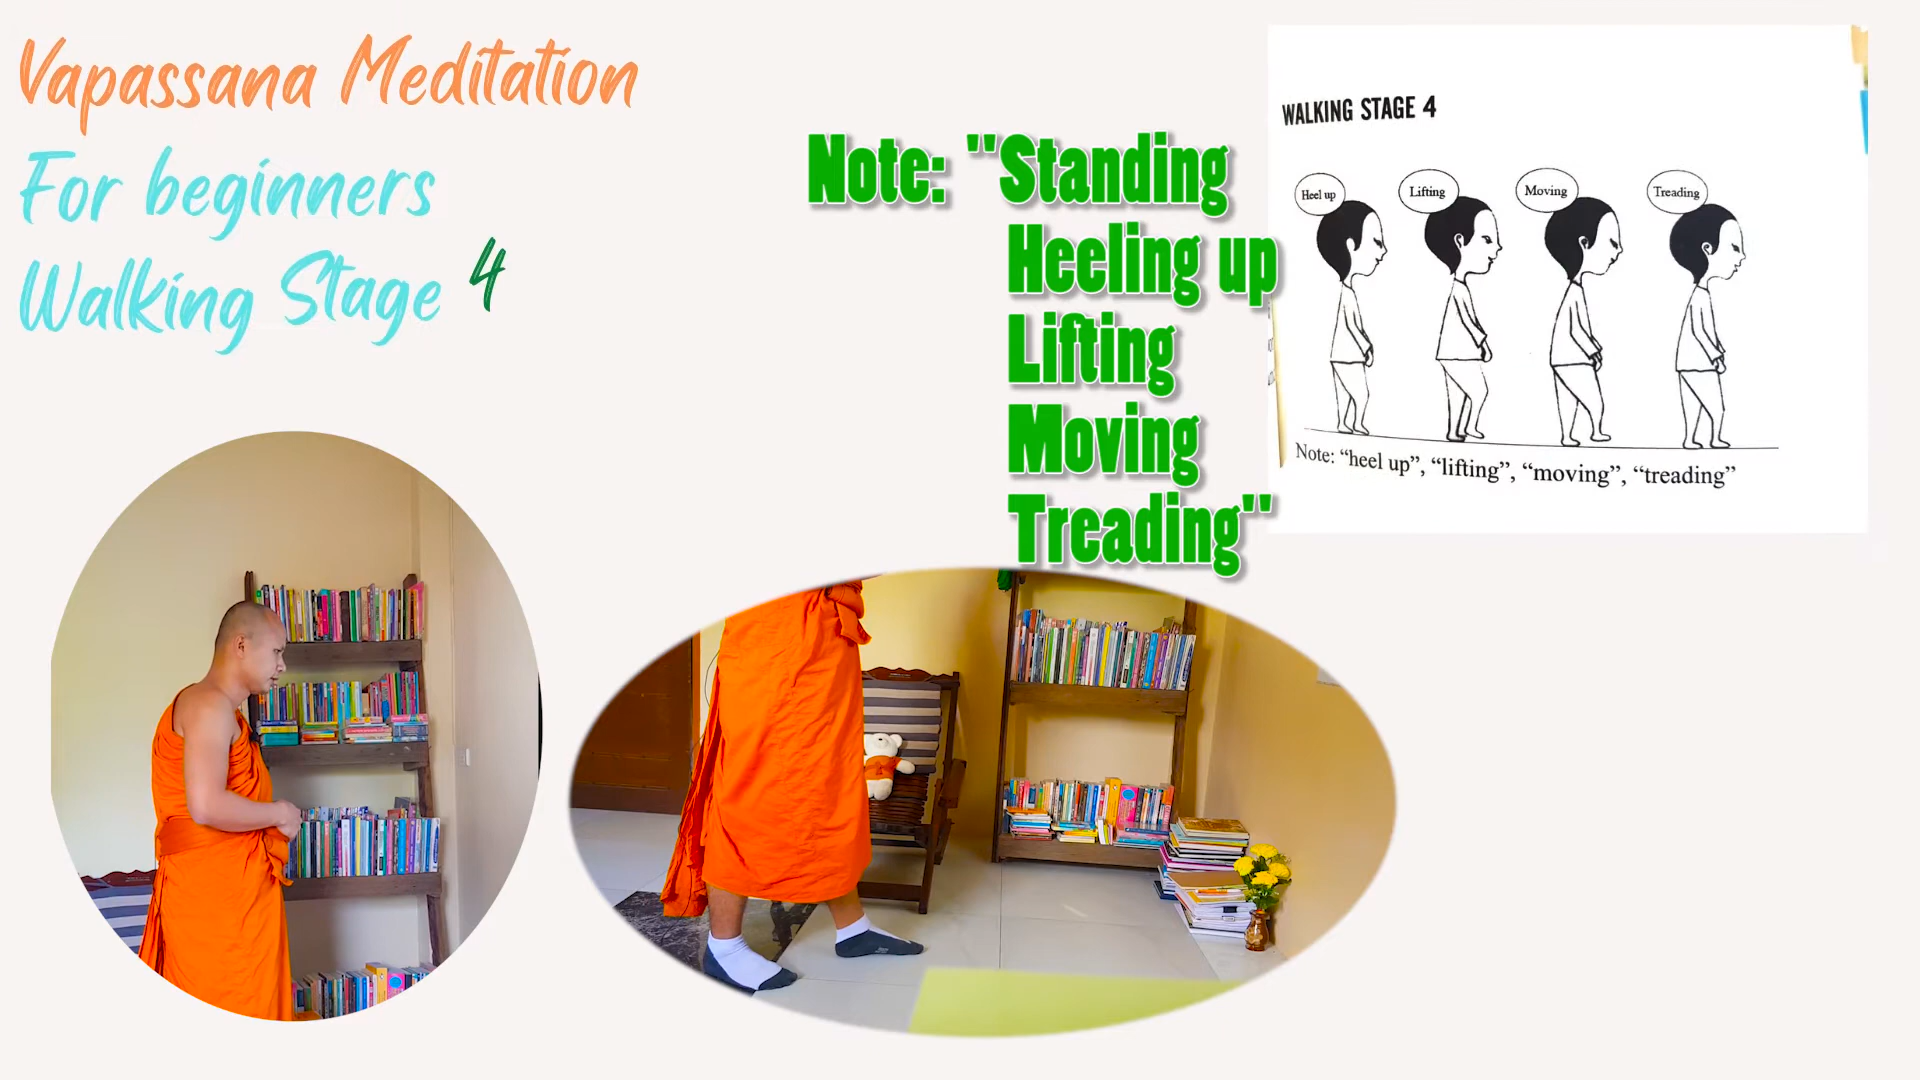 Vapassana Meditation
For beginners
Walking Stage 4
Note: "Standing
Heeling up
Lifting
Moving
Treading"
WALKING STAGE 4
Heel up
Lifting
Moving
Treading
Note: “heel up”, “lifting”, “moving”, “treading”